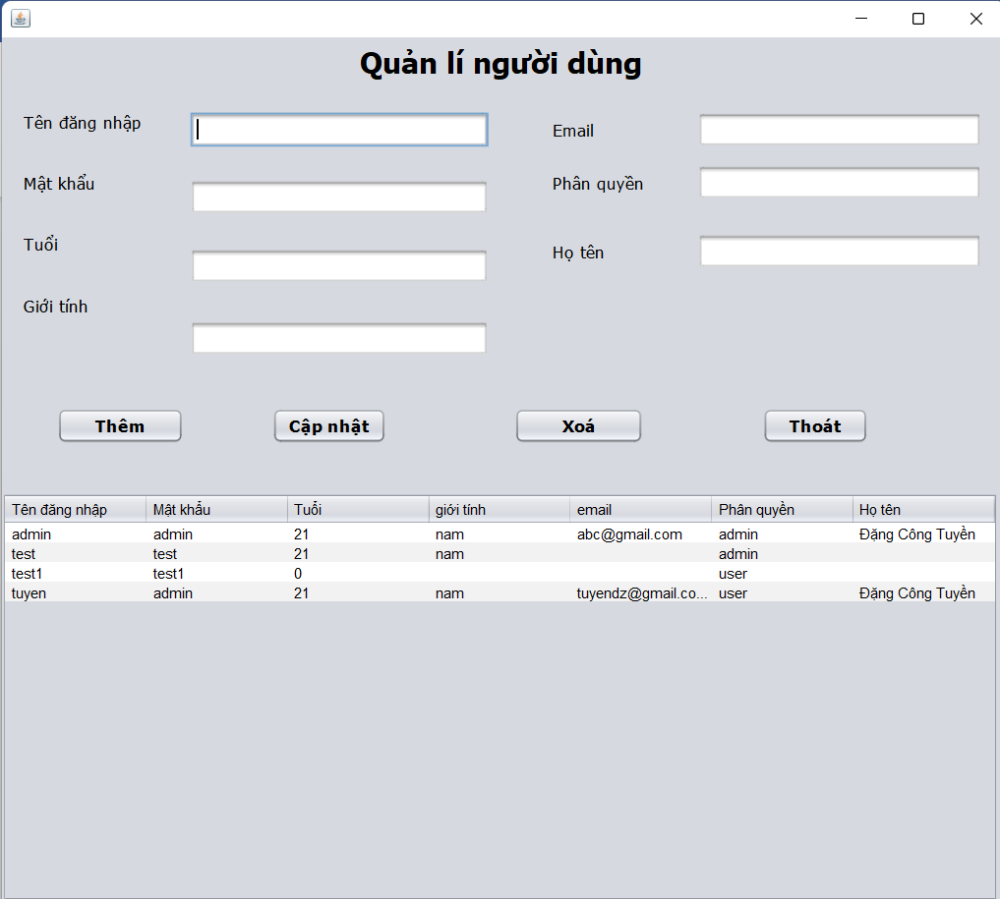 Quản lí người dùng
Tên đăng nhập
Email
Mật khẩu
Phân quyền
Tuổi
Họ tên
Giới tính
Thêm Cập nhật Xoá Thoát
Tên đăng nhập Mật khẩu Tuổi giới tính email Phân quyền Họ tên
admin admin 21 nam abc@gmail.com admin Đặng Công Tuyền
test test 21 nam admin
test1 test1 0 user
tuyen admin 21 nam tuyendz@gmail.co... user Đặng Công Tuyền